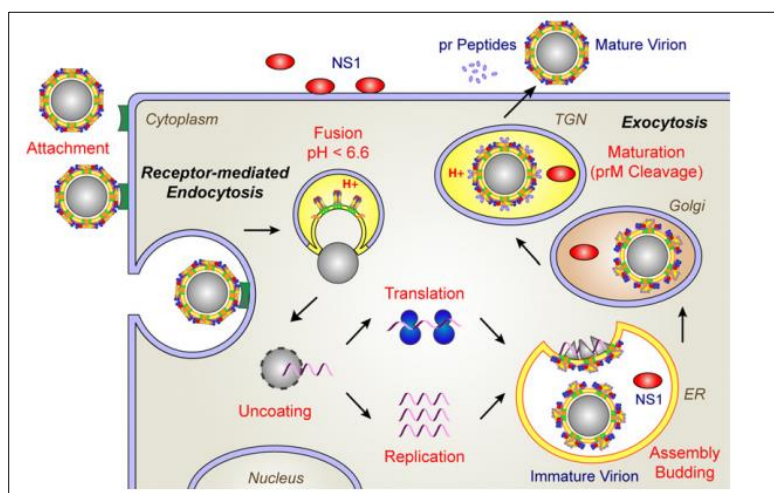 pr Peptides
Mature Virion
NS1
Cytoplasm
TGN
Exocytosis
Attachment
Fusion
pH < 6.6
Maturation
(prM Cleavage)
H+
H+
Receptor-mediated
Endocytosis
Golgi
Translation
Uncoating
Replication
NS1
ER
Immature Virion
Assembly
Budding
Nucleus